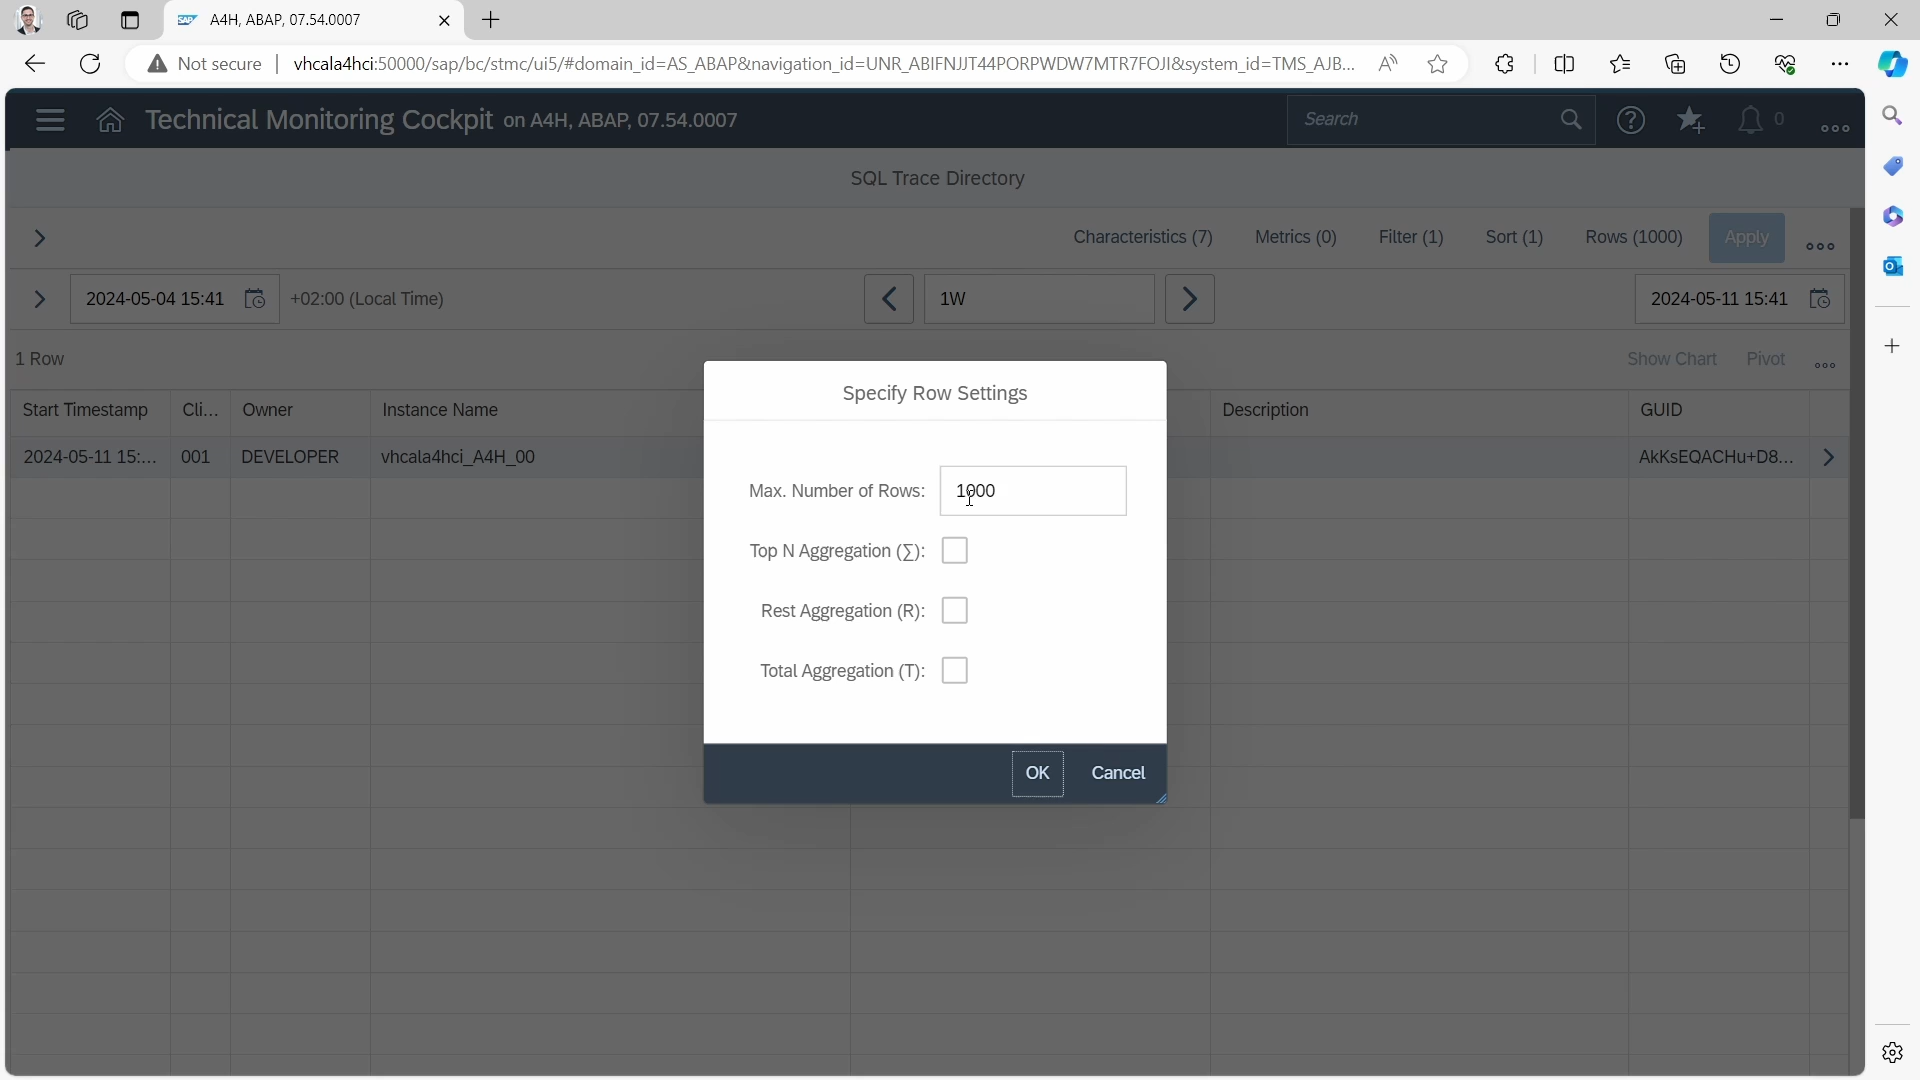 A4H, ABAP, 07.54.0007
Not secure
vhcala4hci:50000/sap/bc/stmc/ui5/#domain_id=AS_ABAP&navigation_id=UNR_ABIFNJJT44PORPWDW7MTR7FOJI&system_id=TMS_AJB...
Technical Monitoring Cockpit on A4H, ABAP, 07.54.0007
Search
0
SQL Trace Directory
Characteristics (7) Metrics (0) Filter (1) Sort (1) Rows (1000) Apply
2024-05-04 15:41 +02:00 (Local Time) 1W 2024-05-11 15:41
1 Row Show Chart Pivot
Start Timestamp Cli... Owner Instance Name Description GUID
2024-05-11 15:... 001 DEVELOPER vhcala4hci_A4H_00 AkKsEQACHu+D8...
Specify Row Settings
Max. Number of Rows: 1000
Top N Aggregation (∑):
Rest Aggregation (R):
Total Aggregation (T):
OK Cancel